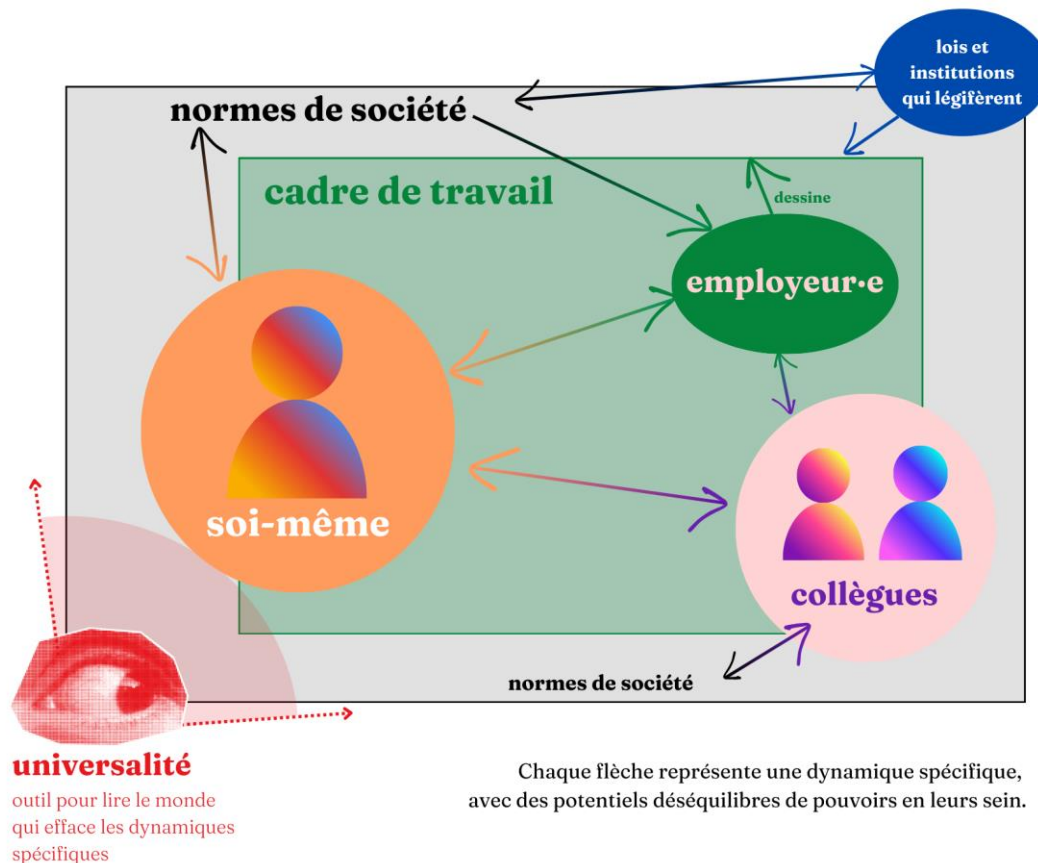 lois et
institutions
qui légifèrent
normes de société
cadre de travail
dessine
employeur·e
soi-même
collègues
normes de société
universalité
outil pour lire le monde
qui efface les dynamiques
spécifiques
Chaque flèche représente une dynamique spécifique,
avec des potentiels déséquilibres de pouvoirs en leurs sein.